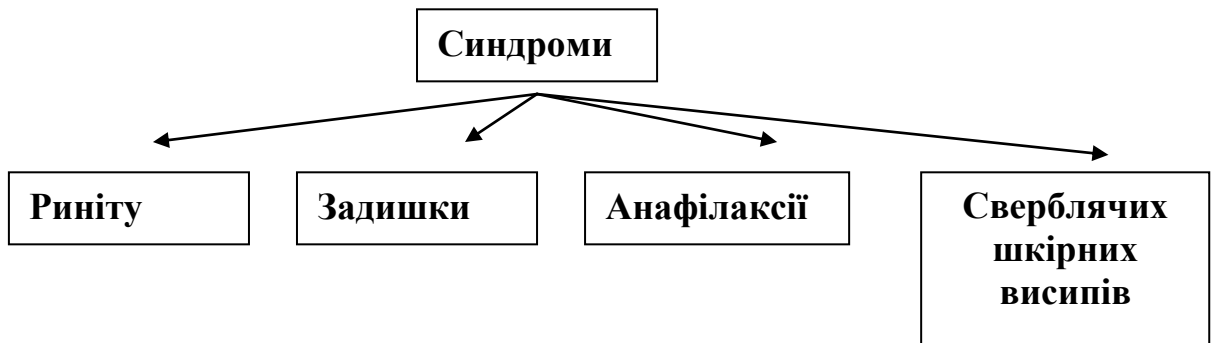 Синдроми
Риніту
Задишки
Анафілаксії
Сверблячих
шкірних
висипів